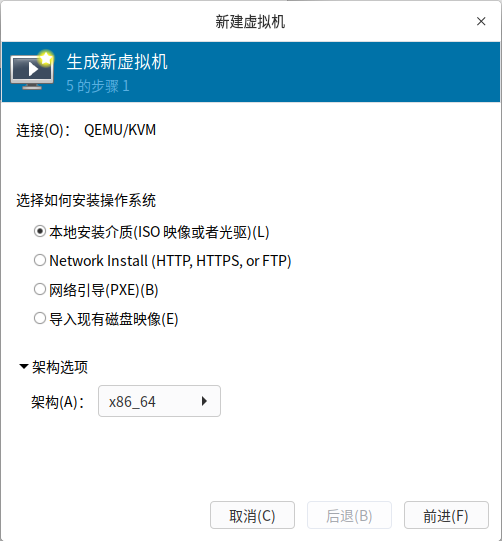 新建虚拟机
生成新虚拟机
5 的步骤 1
连接(O)： QEMU/KVM
选择如何安装操作系统
本地安装介质(ISO 映像或者光驱)(L)
Network Install (HTTP, HTTPS, or FTP)
网络引导(PXE)(B)
导入现有磁盘映像(E)
架构选项
架构(A)： x86_64
取消(C) 后退(B) 前进(F)